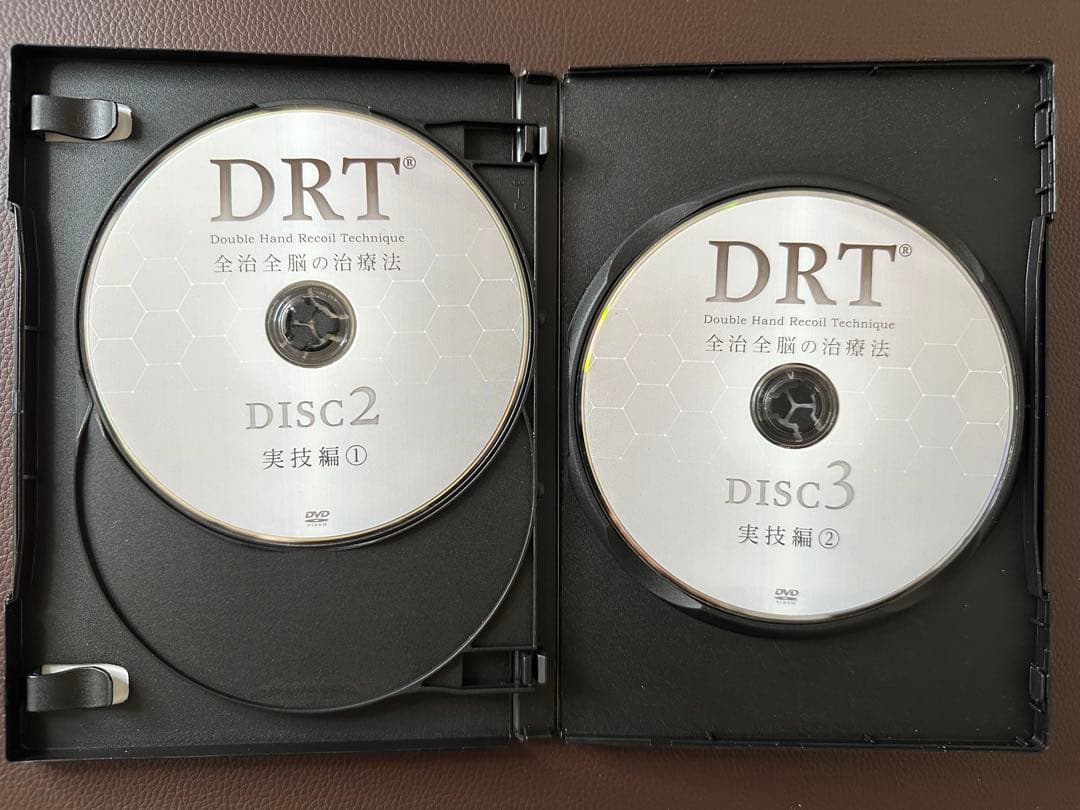 DRT®
Double Hand Recoil Technique
全治全脳の治療法
DISC2
実技編①
DVD
VIDEO
DRT®
Double Hand Recoil Technique
全治全脳の治療法
DISC3
実技編②
DVD
VIDEO